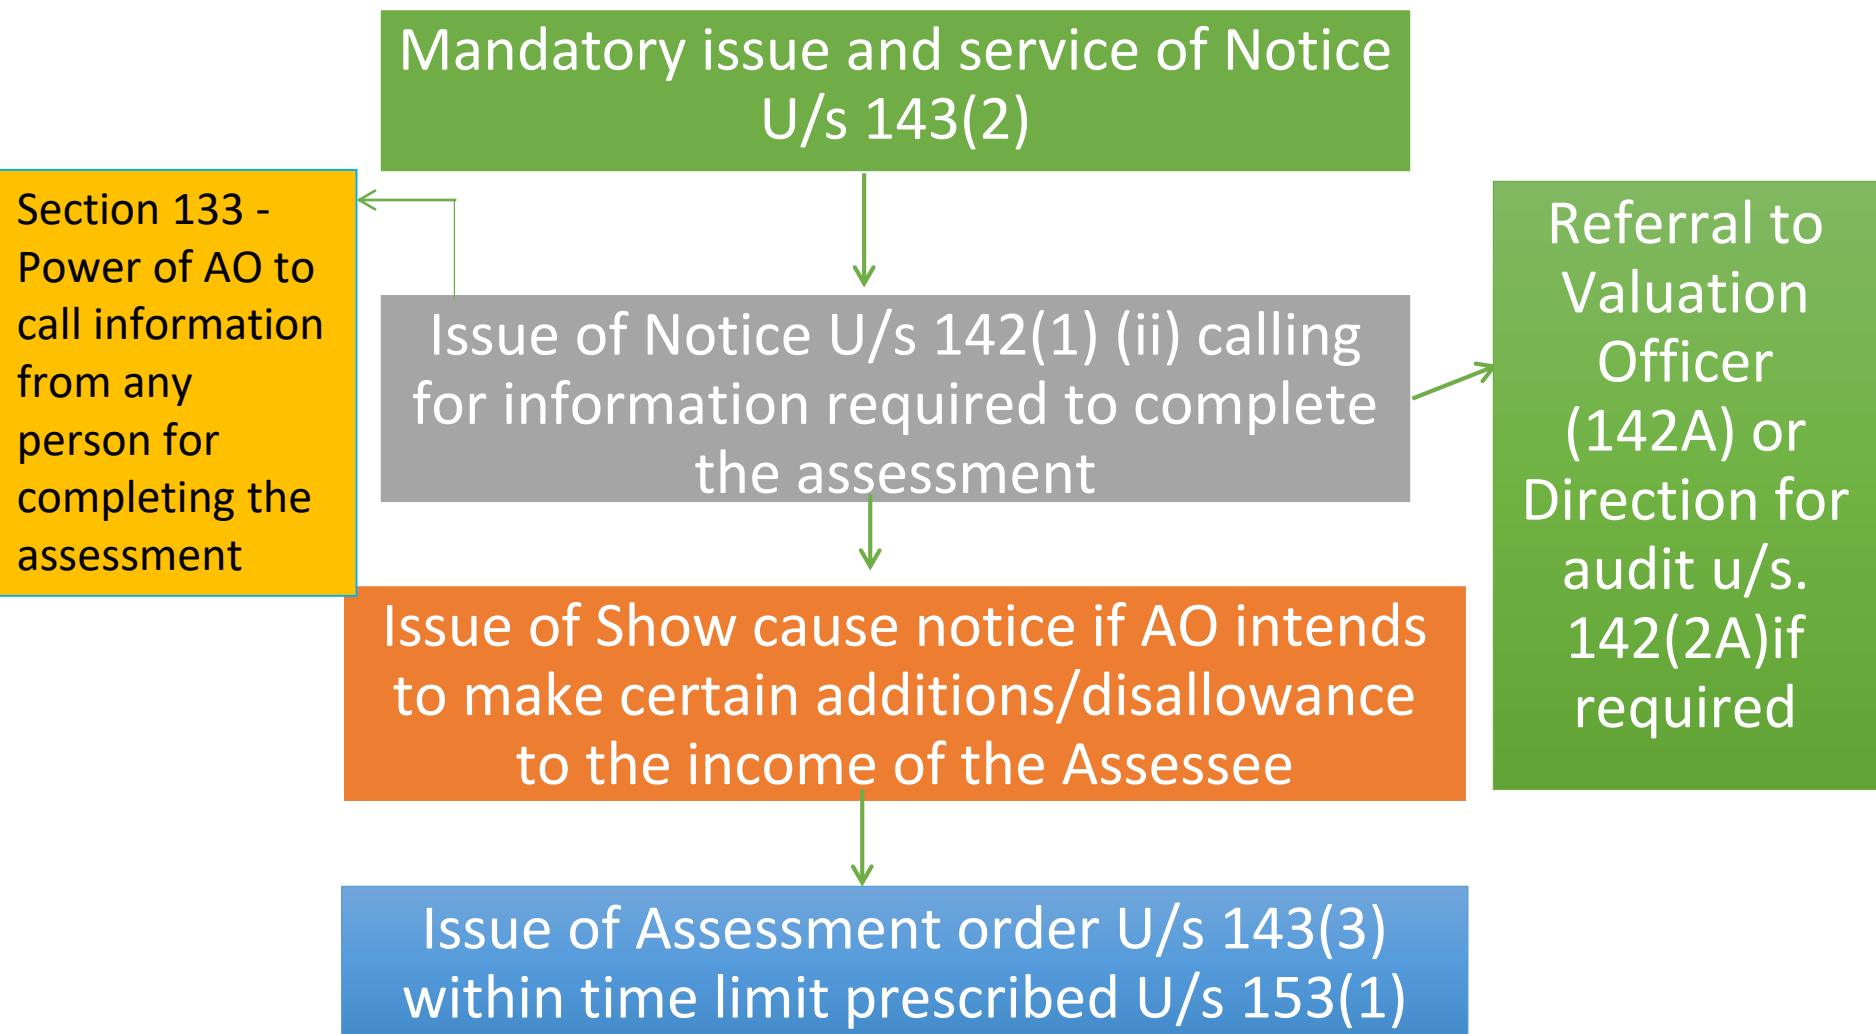 Mandatory issue and service of Notice
U/s 143(2)
Section 133 -
Power of AO to
call information
from any
person for
completing the
assessment
Issue of Notice U/s 142(1) (ii) calling
for information required to complete
the assessment
Referral to
Valuation
Officer
(142A) or
Direction for
audit u/s.
142(2A)if
required
Issue of Show cause notice if AO intends
to make certain additions/disallowance
to the income of the Assessee
Issue of Assessment order U/s 143(3)
within time limit prescribed U/s 153(1)